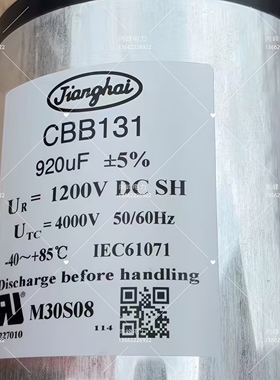 Jianghai
CBB131
920uF ±5%
UR= 1200V DC SH
UTC= 4000V 50/60Hz
-40~+85℃ IEC61071
Discharge before handling
M30S08
227010
114